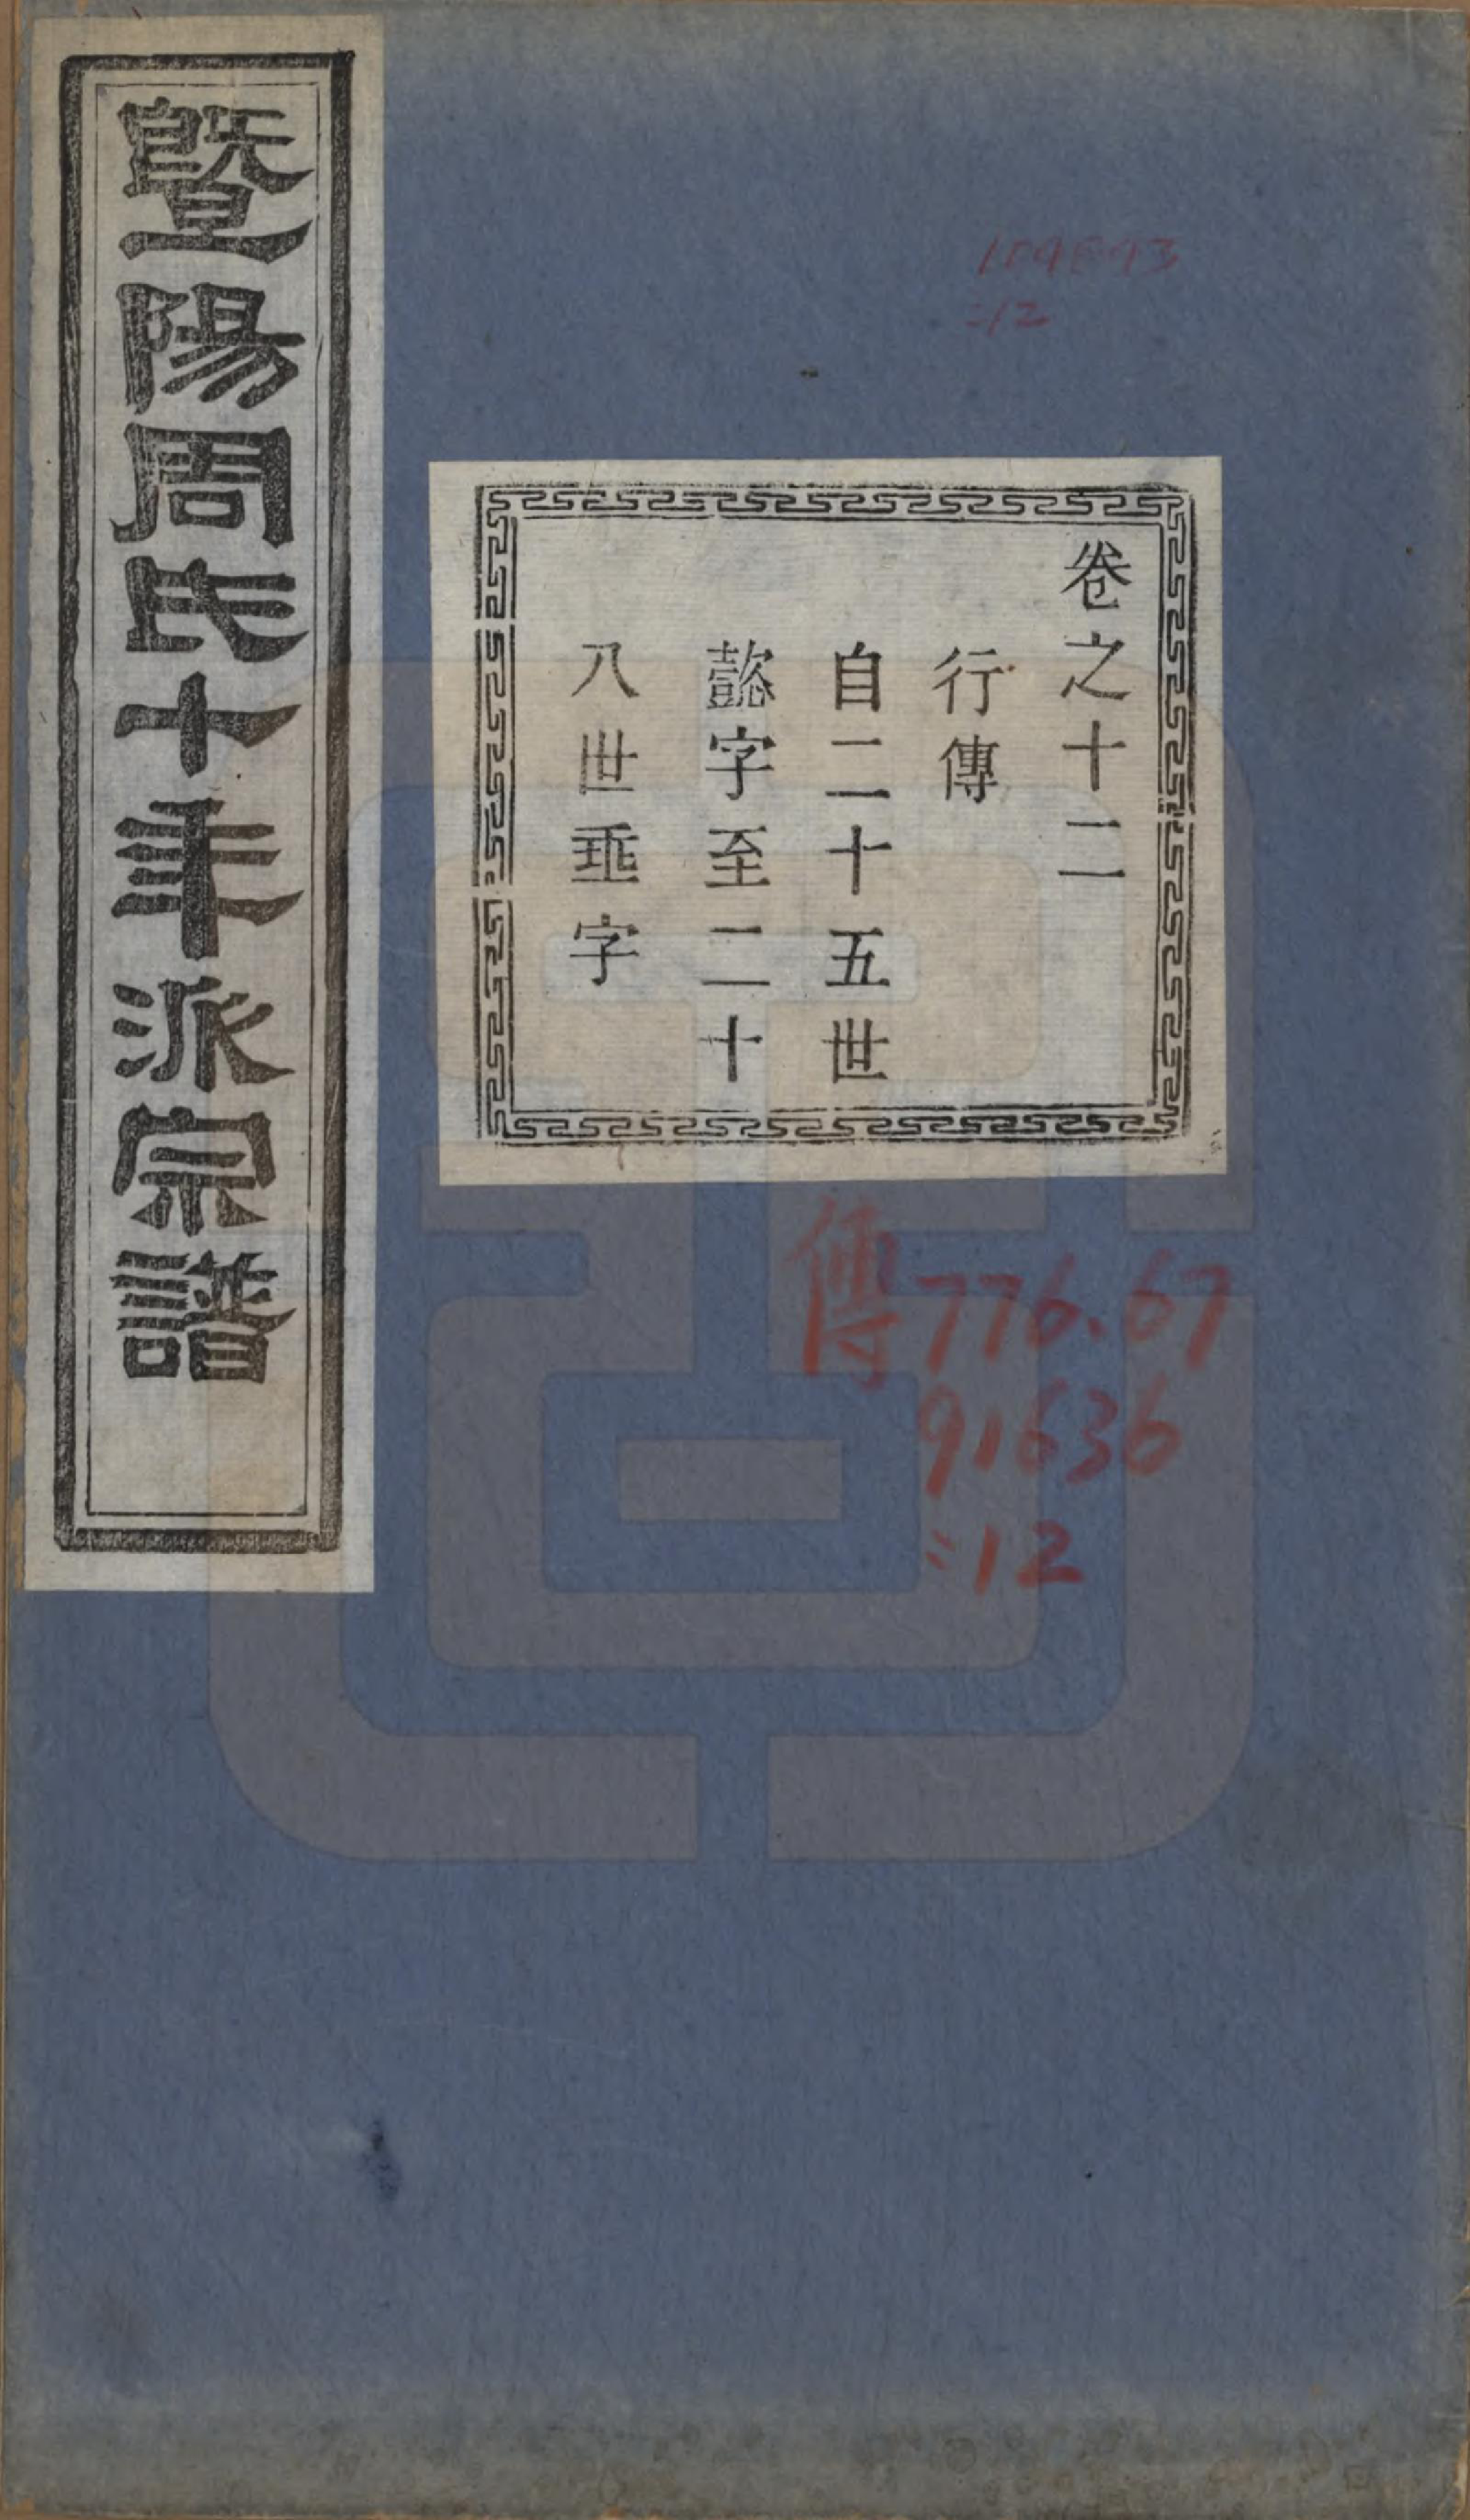 卷之十二
行傳
自二十五世
懿字至二十
八世垂字
暨陽周氏十年派宗譜
:12
傳776.67
91636
:12